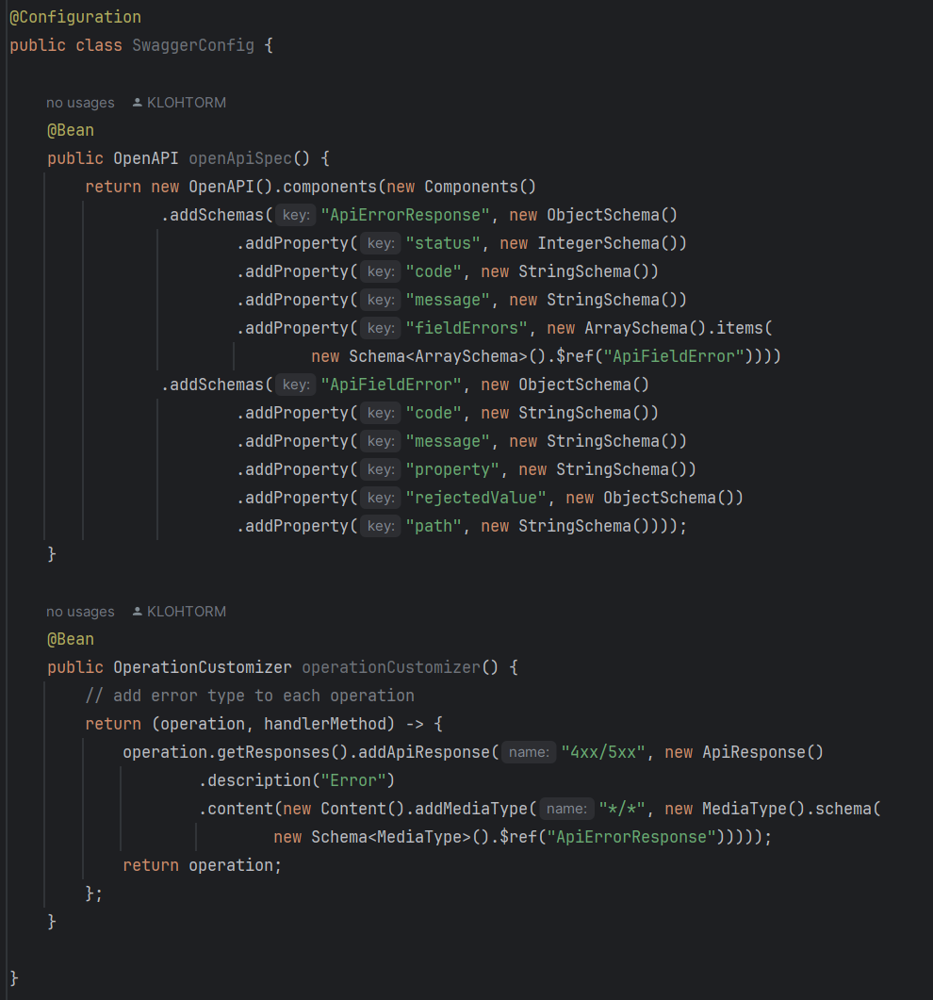 @Configuration
public class SwaggerConfig {
no usages KLOHTORM
@Bean
public OpenAPI openApiSpec() {
return new OpenAPI().components(new Components()
.addSchemas( key: "ApiErrorResponse", new ObjectSchema()
.addProperty( key: "status", new IntegerSchema())
.addProperty( key: "code", new StringSchema())
.addProperty( key: "message", new StringSchema())
.addProperty( key: "fieldErrors", new ArraySchema().items(
new Schema<ArraySchema>().$ref("ApiFieldError"))))
.addSchemas( key: "ApiFieldError", new ObjectSchema()
.addProperty( key: "code", new StringSchema())
.addProperty( key: "message", new StringSchema())
.addProperty( key: "property", new StringSchema())
.addProperty( key: "rejectedValue", new ObjectSchema())
.addProperty( key: "path", new StringSchema())));
}
no usages KLOHTORM
@Bean
public OperationCustomizer operationCustomizer() {
// add error type to each operation
return (operation, handlerMethod) -> {
operation.getResponses().addApiResponse( name: "4xx/5xx", new ApiResponse()
.description("Error")
.content(new Content().addMediaType( name: "*/*", new MediaType().schema(
new Schema<MediaType>().$ref("ApiErrorResponse")))));
return operation;
};
}
}